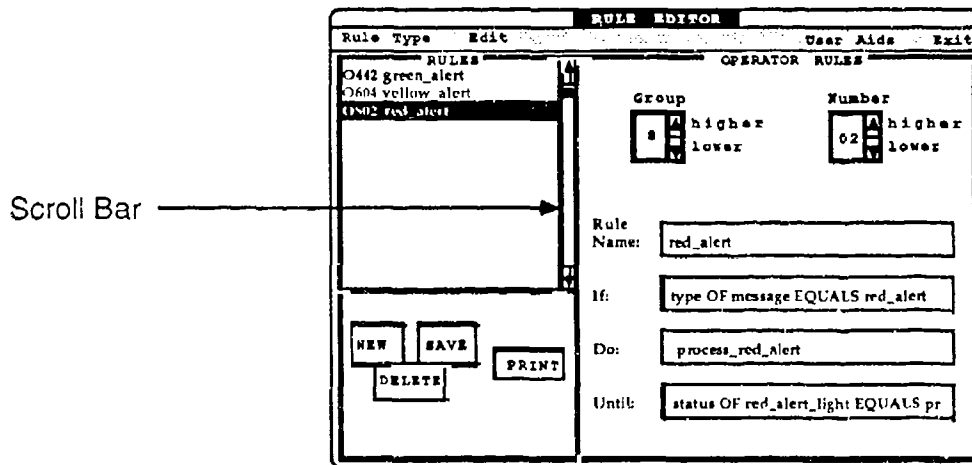 RULE EDITOR
Rule Type Edit User Aids Exit
RULES
O442 green_alert
O604 yellow_alert
O802 red_alert
Scroll Bar
NEW SAVE
DELETE
PRINT
OPERATOR RULES
Group Number
8 higher
lower
02 higher
lower
Rule
Name: red_alert
If: type OF message EQUALS red_alert
Do: process_red_alert
Until: status OF red_alert_light EQUALS pr